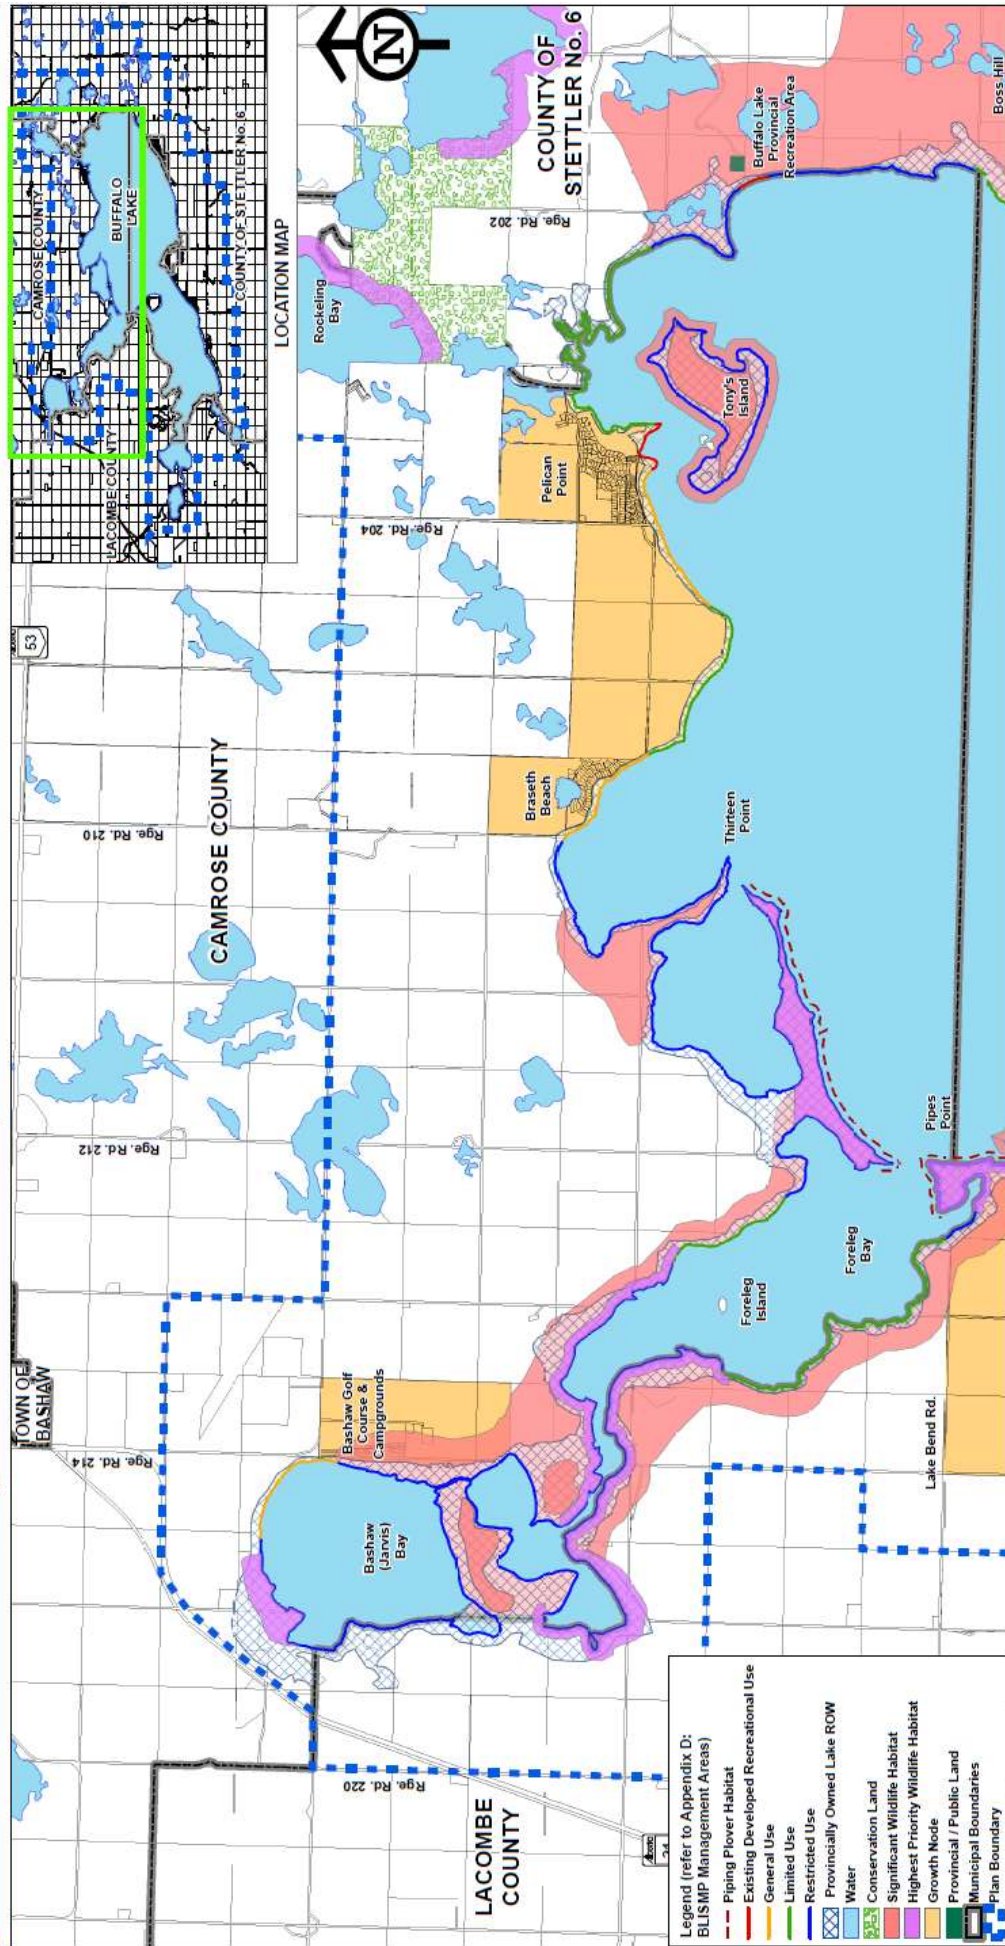 TOWN OF
BASHAW
53
Rge. Rd. 214
Rge. Rd. 212
Rge. Rd. 210
Rge. Rd. 204
Rge. Rd. 202
Rge. Rd. 220
CAMROSE COUNTY
LACOMBE COUNTY
BUFFALO
LAKE
COUNTY OF STETTLER No. 6
LOCATION MAP
N
CAMROSE COUNTY
COUNTY OF
STETTLER No. 6
LACOMBE
COUNTY
Rockeling
Bay
Bashaw Golf
Course &
Campgrounds
Bashaw
(Jarvis)
Bay
Braseth
Beach
Pelican
Point
Tony's
Island
Buffalo Lake
Provincial
Recreation Area
Thirteen
Point
Foreleg
Island
Foreleg
Bay
Pipes
Point
Lake Bend Rd.
Boss Hill
Legend (refer to Appendix D:
BLISMP Management Areas)
Piping Plover Habitat
Existing Developed Recreational Use
General Use
Limited Use
Restricted Use
Provincially Owned Lake ROW
Water
Conservation Land
Significant Wildlife Habitat
Highest Priority Wildlife Habitat
Growth Node
Provincial / Public Land
Municipal Boundaries
Plan Boundary